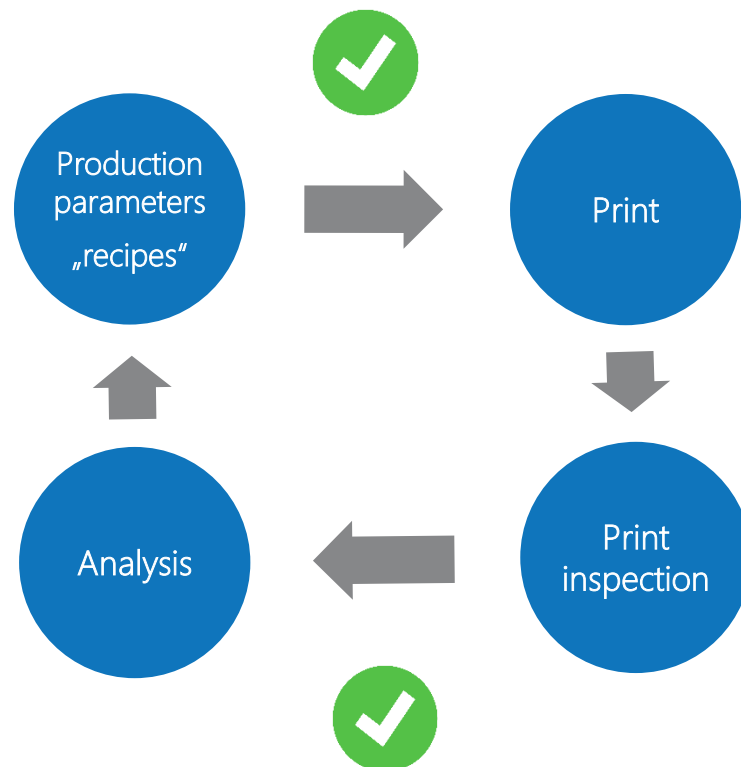 Production
parameters
„recipes“
Print
Print
inspection
Analysis